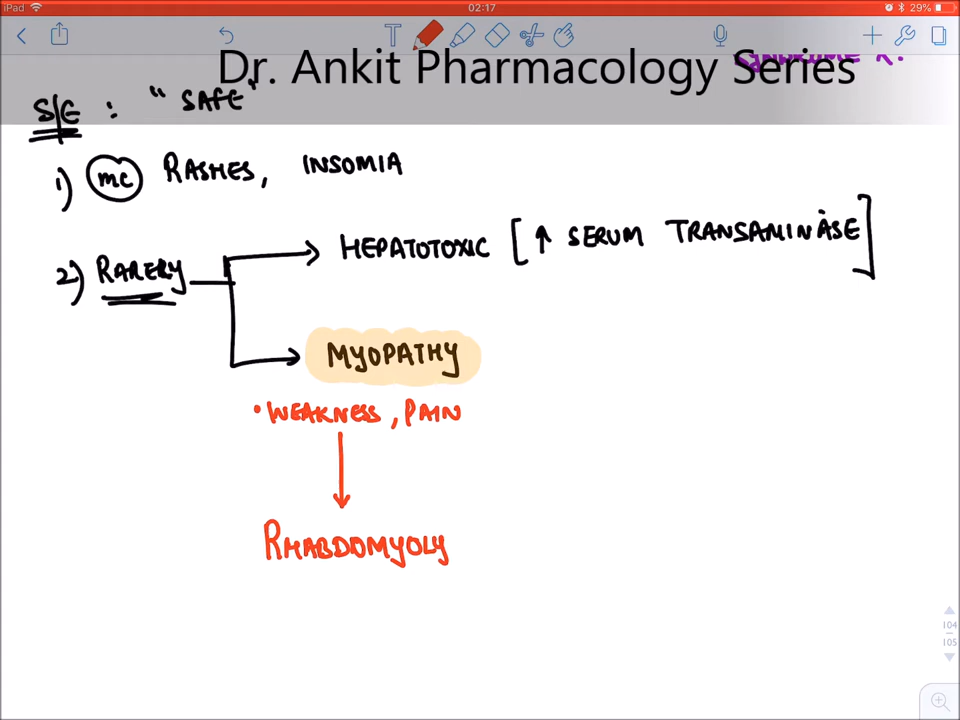 iPad 02:17 29%
Dr. Ankit Pharmacology Series
S/E : "SAFE"
1) mc RASHES, INSOMIA
2) RARERY HEPATOTOXIC [↑ SERUM TRANSAMINASE]
MYOPATHY
• WEAKNESS, PAIN
RHABDOMYOLY
104
105